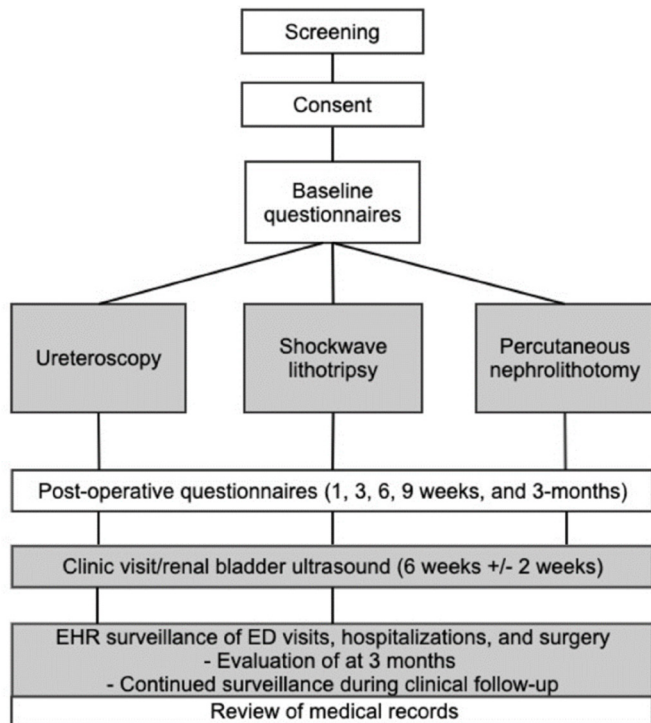 Screening
Consent
Baseline
questionnaires
Ureteroscopy
Shockwave
lithotripsy
Percutaneous
nephrolithotomy
Post-operative questionnaires (1, 3, 6, 9 weeks, and 3-months)
Clinic visit/renal bladder ultrasound (6 weeks +/- 2 weeks)
EHR surveillance of ED visits, hospitalizations, and surgery
- Evaluation of at 3 months
- Continued surveillance during clinical follow-up
Review of medical records